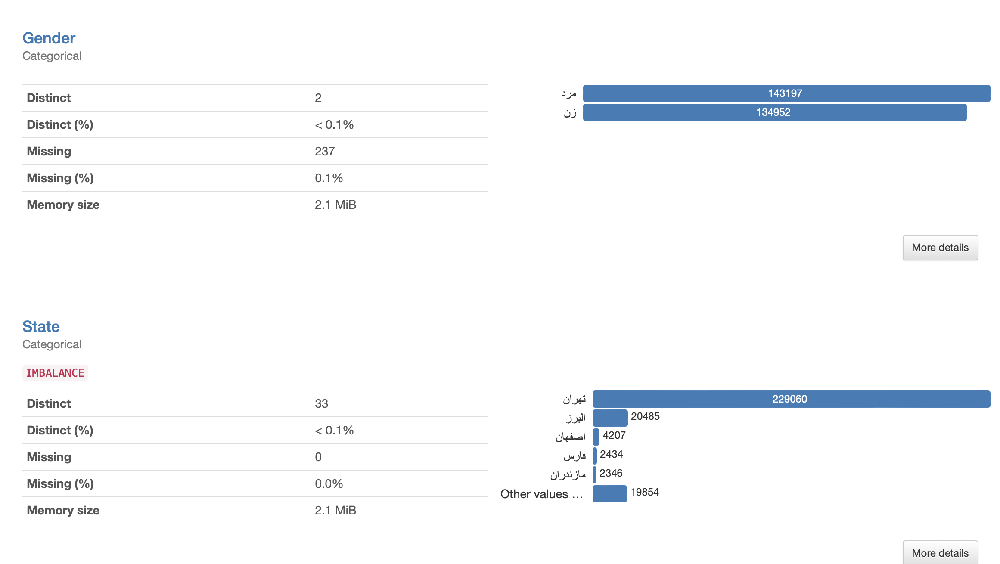 Gender
Categorical
Distinct 2
Distinct (%) < 0.1%
Missing 237
Missing (%) 0.1%
Memory size 2.1 MiB
مرد 143197
زن 134952
More details
State
Categorical
IMBALANCE
Distinct 33
Distinct (%) < 0.1%
Missing 0
Missing (%) 0.0%
Memory size 2.1 MiB
تهران 229060
البرز 20485
اصفهان 4207
فارس 2434
مازندران 2346
Other values ... 19854
More details